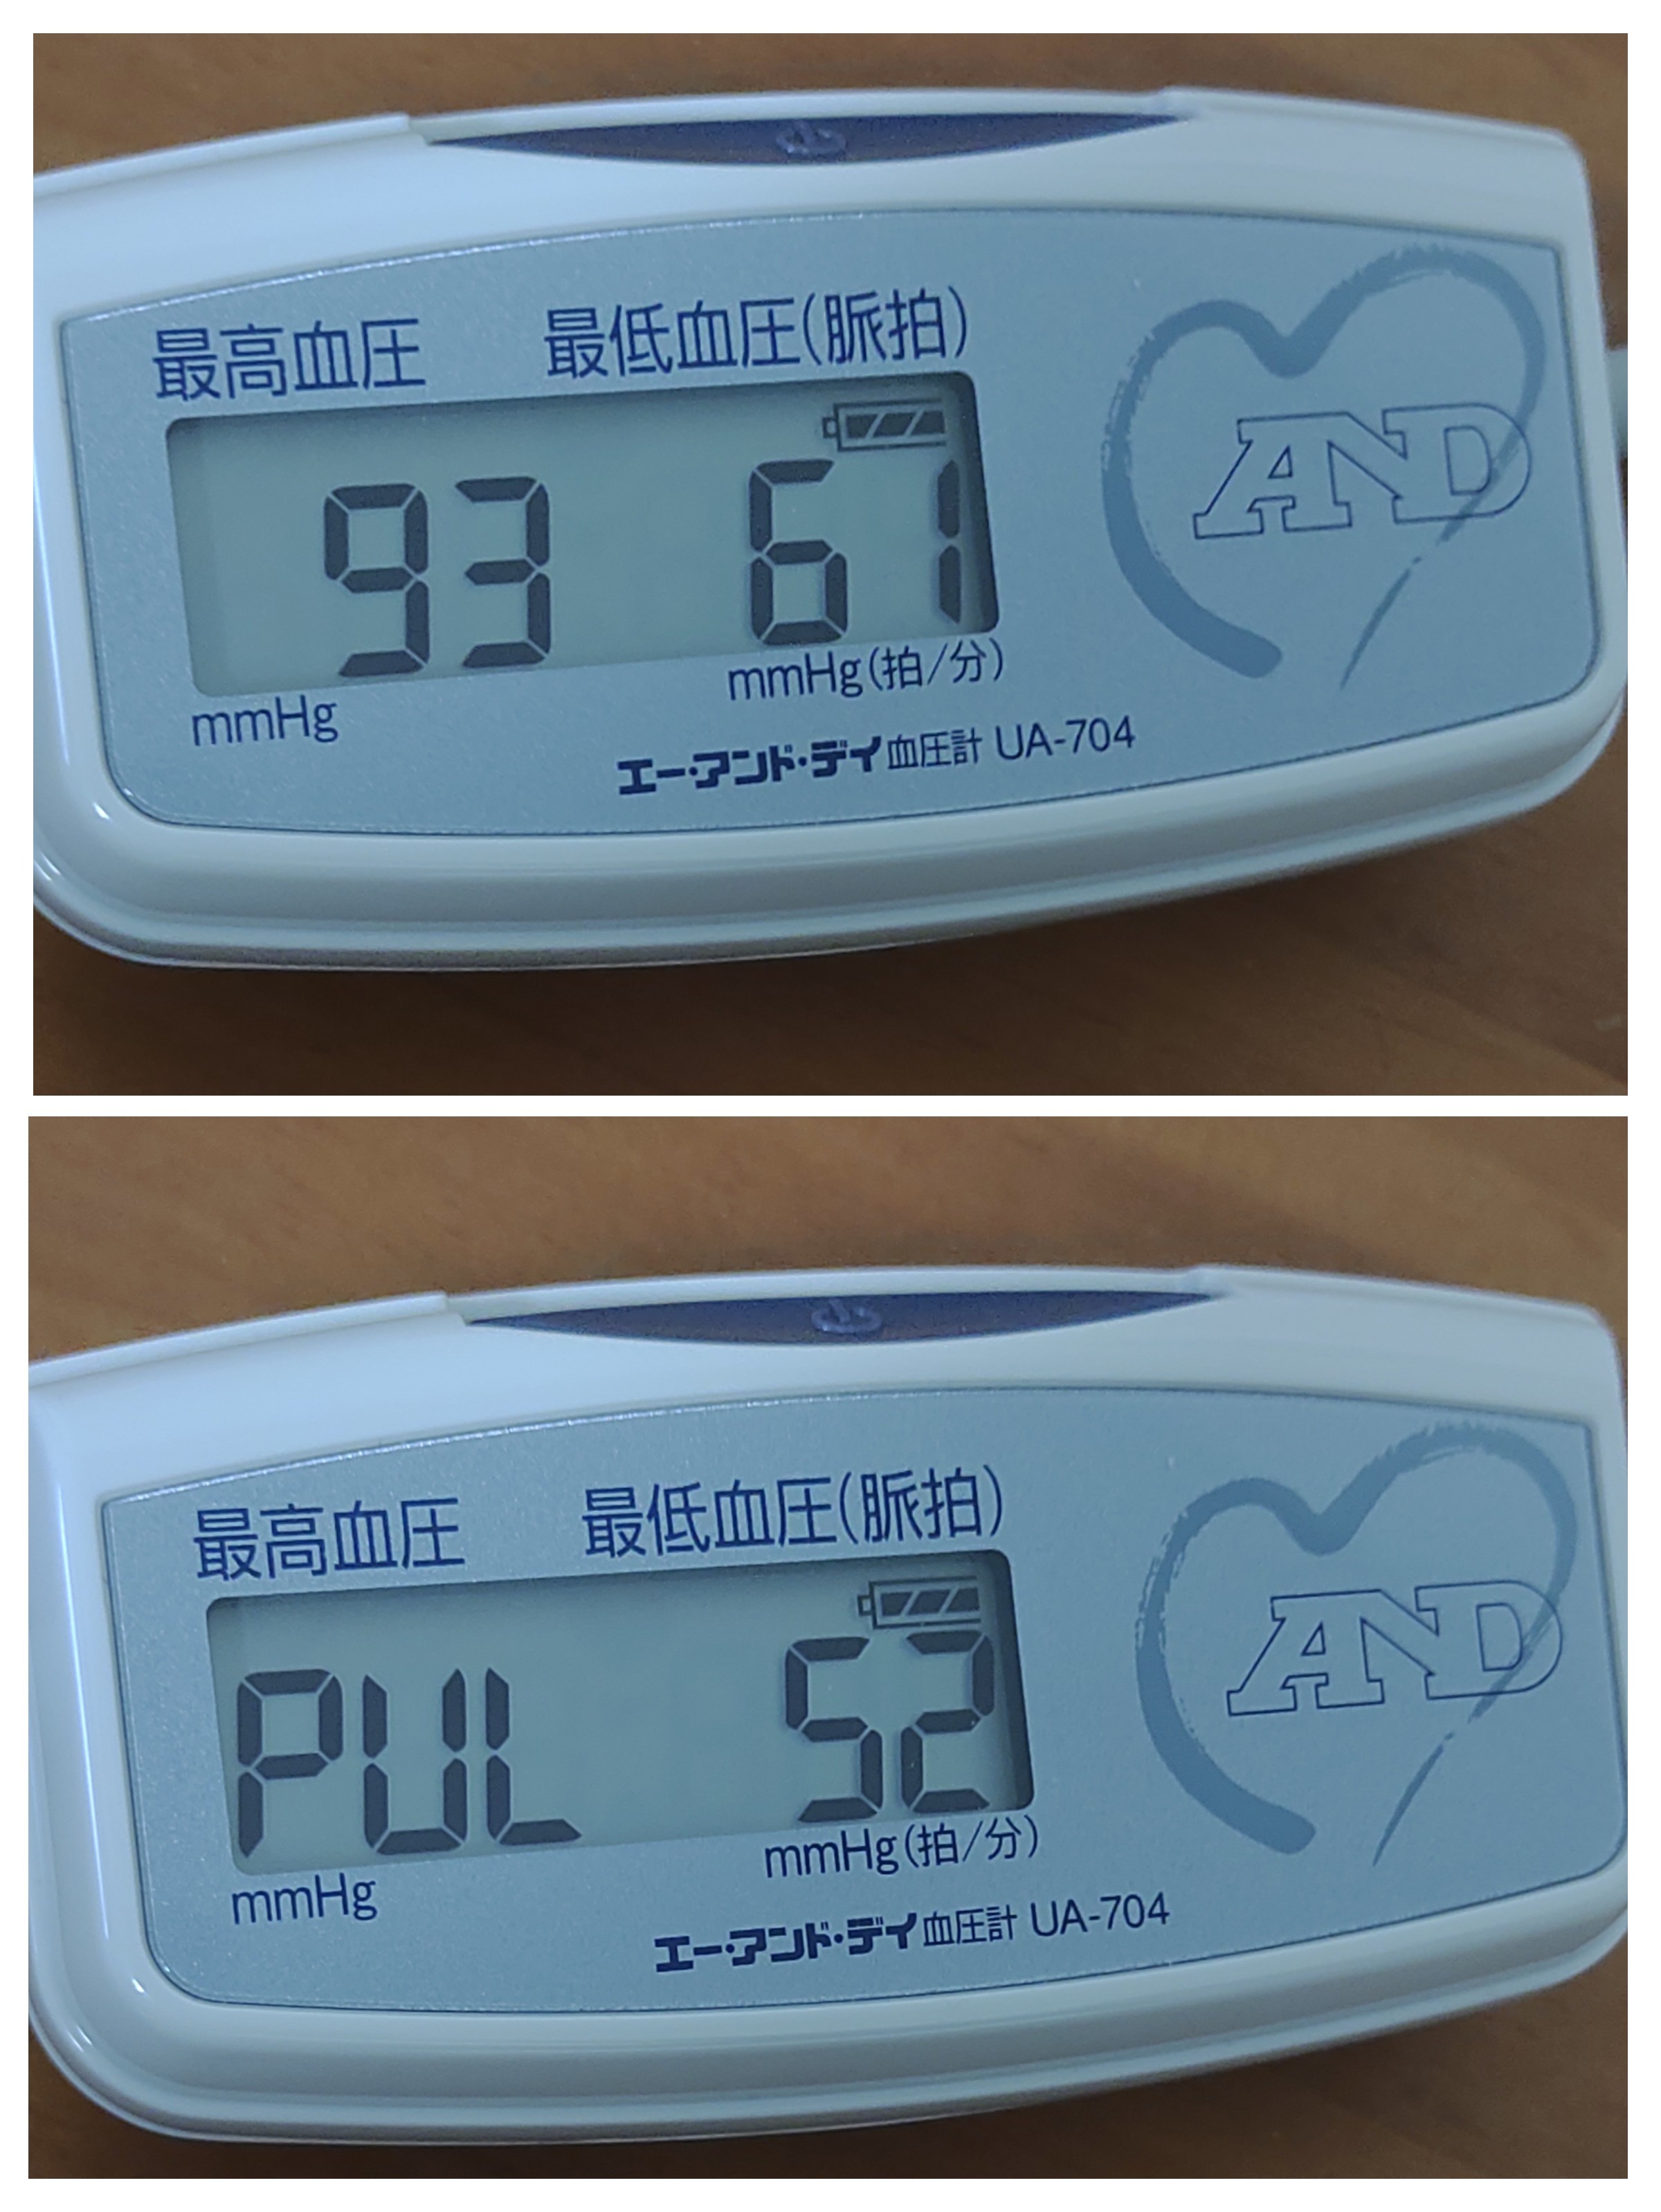 最高血圧 最低血圧(脈拍)
93 61
mmHg mmHg(拍/分)
エー・アンド・デイ血圧計 UA-704
AND
最高血圧 最低血圧(脈拍)
PUL 52
mmHg mmHg(拍/分)
エー・アンド・デイ血圧計 UA-704
AND